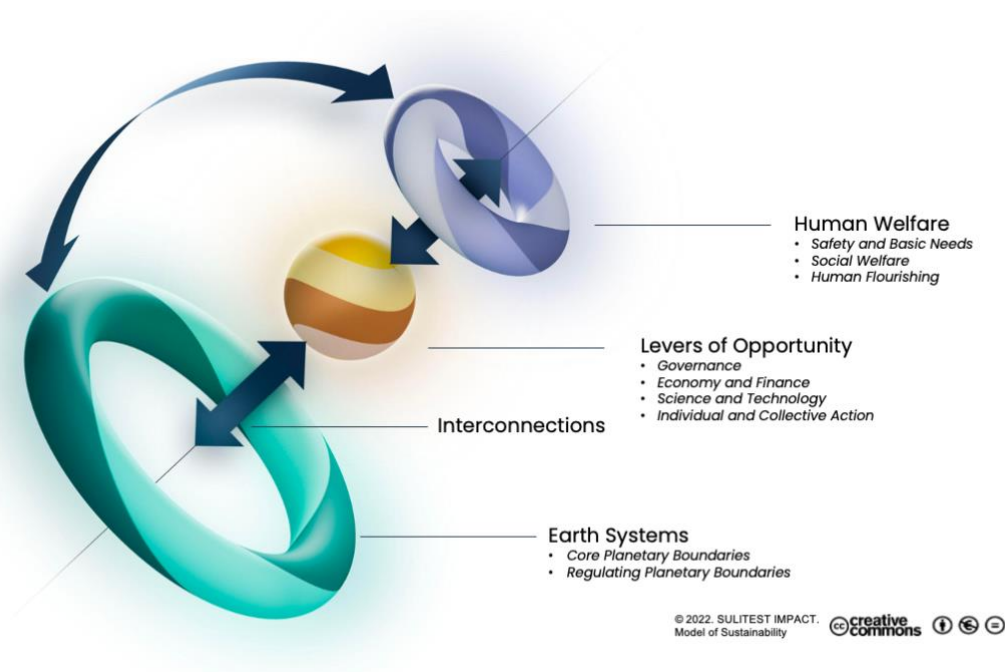 Human Welfare
• Safety and Basic Needs
• Social Welfare
• Human Flourishing
Levers of Opportunity
• Governance
• Economy and Finance
• Science and Technology
• Individual and Collective Action
Interconnections
Earth Systems
• Core Planetary Boundaries
• Regulating Planetary Boundaries
© 2022. SULITEST IMPACT.
Model of Sustainability
cc creative
commons